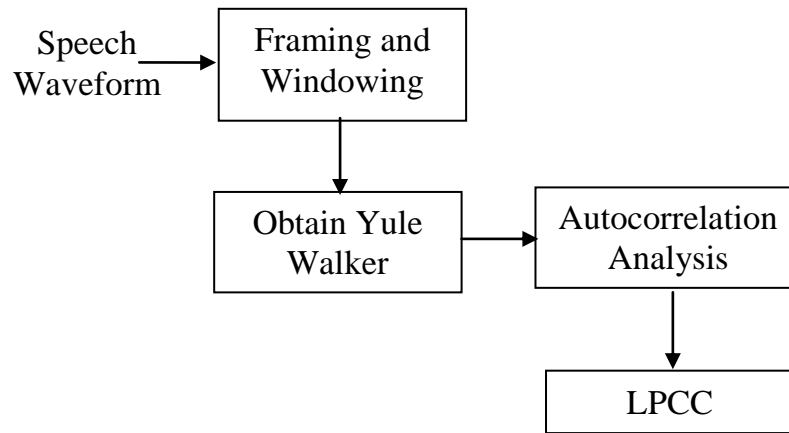 Speech
Waveform
Framing and
Windowing
Obtain Yule
Walker
Autocorrelation
Analysis
LPCC